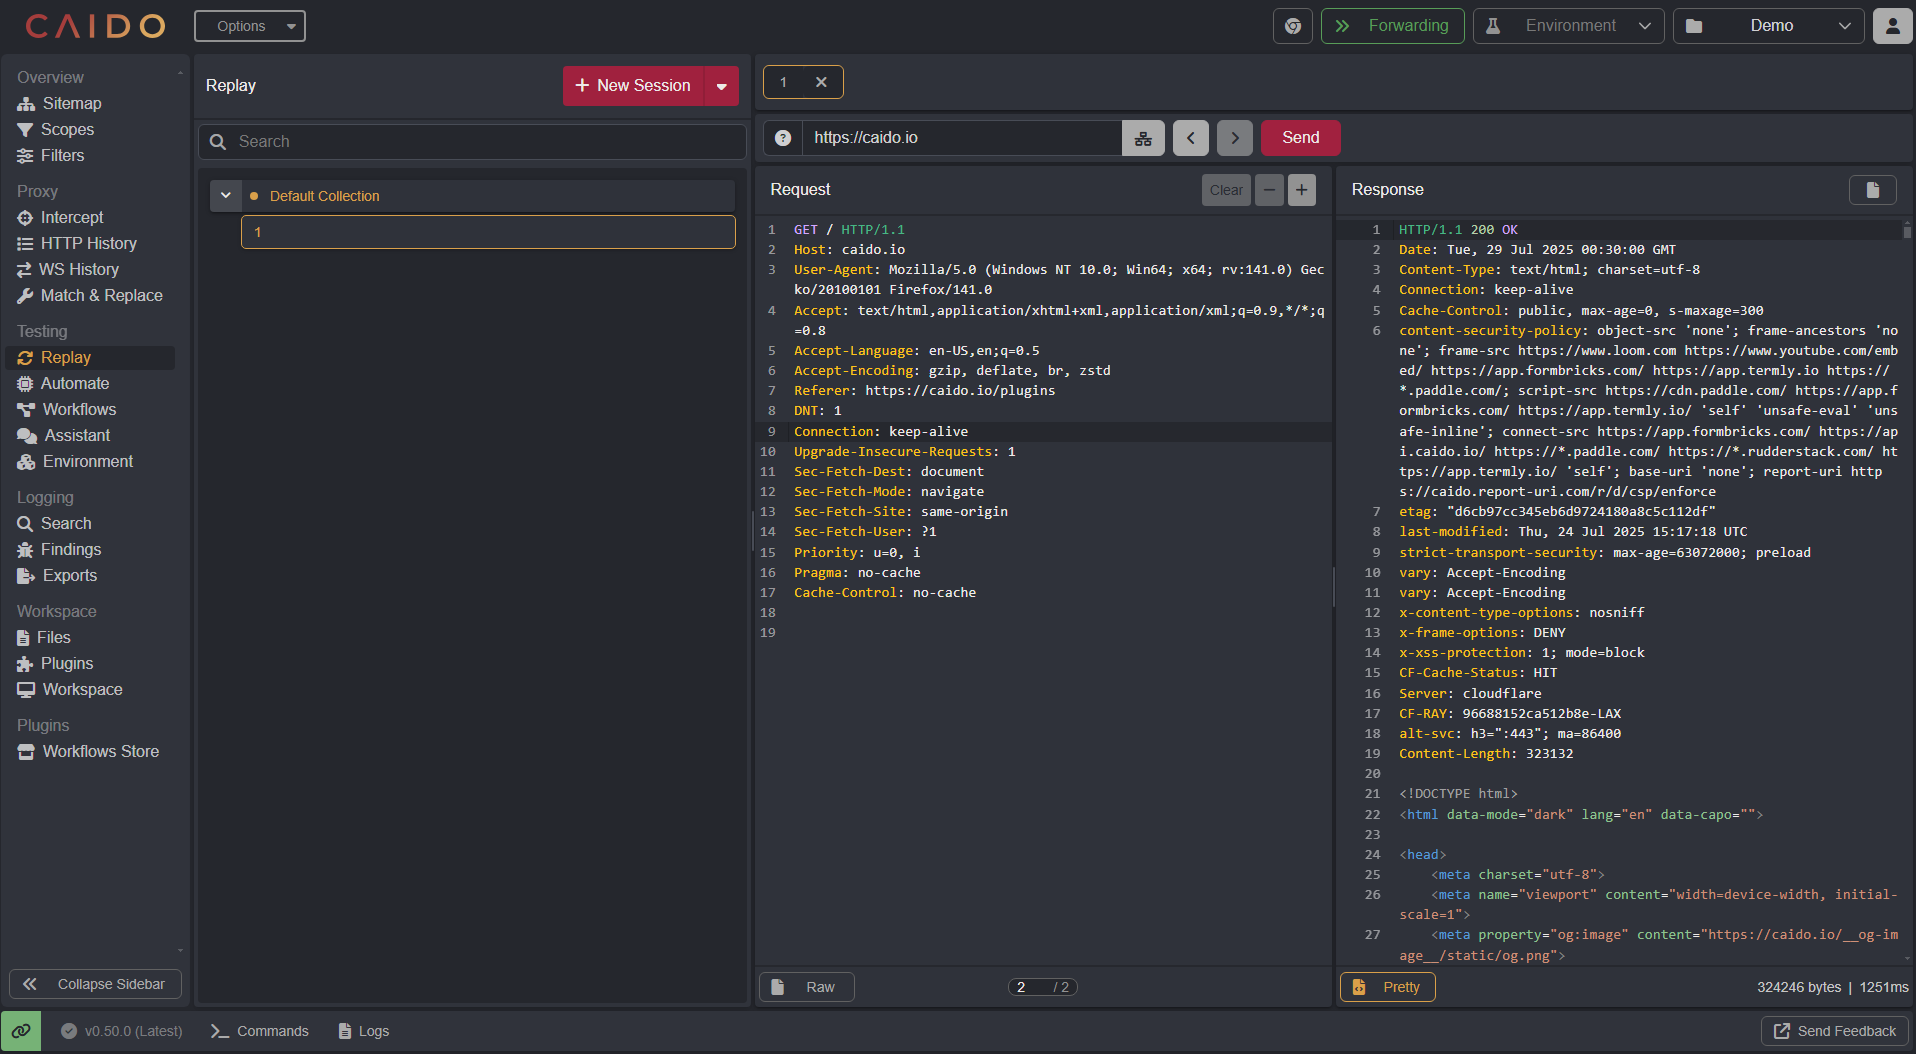 CAIDO
Options
Forwarding
Environment
Demo
Overview
Sitemap
Scopes
Filters
Proxy
Intercept
HTTP History
WS History
Match & Replace
Testing
Replay
Automate
Workflows
Assistant
Environment
Logging
Search
Findings
Exports
Workspace
Files
Plugins
Workspace
Plugins
Workflows Store
Collapse Sidebar
Replay
+ New Session
Search
Default Collection
1
1
https://caido.io
Send
Request
Clear
1 GET / HTTP/1.1
2 Host: caido.io
3 User-Agent: Mozilla/5.0 (Windows NT 10.0; Win64; x64; rv:141.0) Gec
ko/20100101 Firefox/141.0
4 Accept: text/html,application/xhtml+xml,application/xml;q=0.9,*/*;q
=0.8
5 Accept-Language: en-US,en;q=0.5
6 Accept-Encoding: gzip, deflate, br, zstd
7 Referer: https://caido.io/plugins
8 DNT: 1
9 Connection: keep-alive
10 Upgrade-Insecure-Requests: 1
11 Sec-Fetch-Dest: document
12 Sec-Fetch-Mode: navigate
13 Sec-Fetch-Site: same-origin
14 Sec-Fetch-User: ?1
15 Priority: u=0, i
16 Pragma: no-cache
17 Cache-Control: no-cache
18
19
Raw
2 / 2
Response
1 HTTP/1.1 200 OK
2 Date: Tue, 29 Jul 2025 00:30:00 GMT
3 Content-Type: text/html; charset=utf-8
4 Connection: keep-alive
5 Cache-Control: public, max-age=0, s-maxage=300
6 content-security-policy: object-src 'none'; frame-ancestors 'no
ne'; frame-src https://www.loom.com https://www.youtube.com/emb
ed/ https://app.formbricks.com/ https://app.termly.io https://
*.paddle.com/; script-src https://cdn.paddle.com/ https://app.f
ormbricks.com/ https://app.termly.io/ 'self' 'unsafe-eval' 'uns
afe-inline'; connect-src https://app.formbricks.com/ https://ap
i.caido.io/ https://*.paddle.com/ https://*.rudderstack.com/ ht
tps://app.termly.io/ 'self'; base-uri 'none'; report-uri http
s://caido.report-uri.com/r/d/csp/enforce
7 etag: "d6cb97cc345eb6d9724180a8c5c112df"
8 last-modified: Thu, 24 Jul 2025 15:17:18 UTC
9 strict-transport-security: max-age=63072000; preload
10 vary: Accept-Encoding
11 vary: Accept-Encoding
12 x-content-type-options: nosniff
13 x-frame-options: DENY
14 x-xss-protection: 1; mode=block
15 CF-Cache-Status: HIT
16 Server: cloudflare
17 CF-RAY: 96688152ca512b8e-LAX
18 alt-svc: h3=":443"; ma=86400
19 Content-Length: 323132
20
21 <!DOCTYPE html>
22 <html data-mode="dark" lang="en" data-capo="">
23
24 <head>
25 <meta charset="utf-8">
26 <meta name="viewport" content="width=device-width, initial-
scale=1">
27 <meta property="og:image" content="https://caido.io/__og-im
age__/static/og.png">
Pretty
324246 bytes | 1251ms
v0.50.0 (Latest)
Commands
Logs
Send Feedback